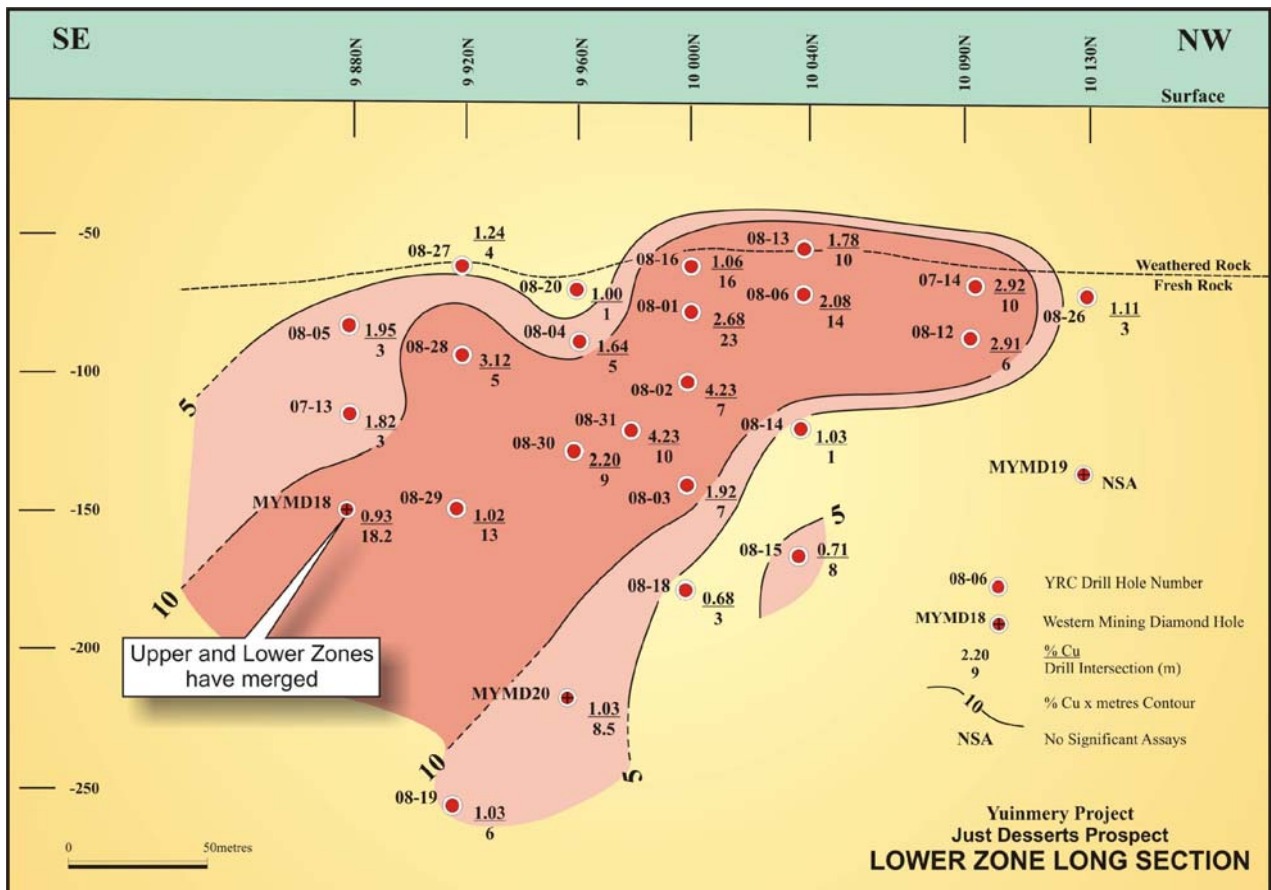 SE
9 880N
9 920N
9 960N
10 000N
10 040N
10 090N
10 130N
NW
Surface
-50
-100
-150
-200
-250
08-27
1.24
4
08-20
1.00
1
08-16
1.06
16
08-13
1.78
10
07-14
2.92
10
Weathered Rock
Fresh Rock
08-26
1.11
3
08-05
1.95
3
08-28
3.12
5
08-04
1.64
5
08-01
2.68
23
08-06
2.08
14
08-12
2.91
6
5
07-13
1.82
3
08-02
4.23
7
08-31
4.23
10
08-30
2.20
9
08-14
1.03
1
MYMD19
NSA
MYMD18
0.93
18.2
08-29
1.02
13
08-03
1.92
7
5
08-15
0.71
8
08-18
0.68
3
10
Upper and Lower Zones
have merged
MYMD20
1.03
8.5
10
5
08-19
1.03
6
08-06
YRC Drill Hole Number
MYMD18
Western Mining Diamond Hole
2.20
9
% Cu
Drill Intersection (m)
10
% Cu x metres Contour
NSA
No Significant Assays
0
50metres
Yuinmery Project
Just Desserts Prospect
LOWER ZONE LONG SECTION